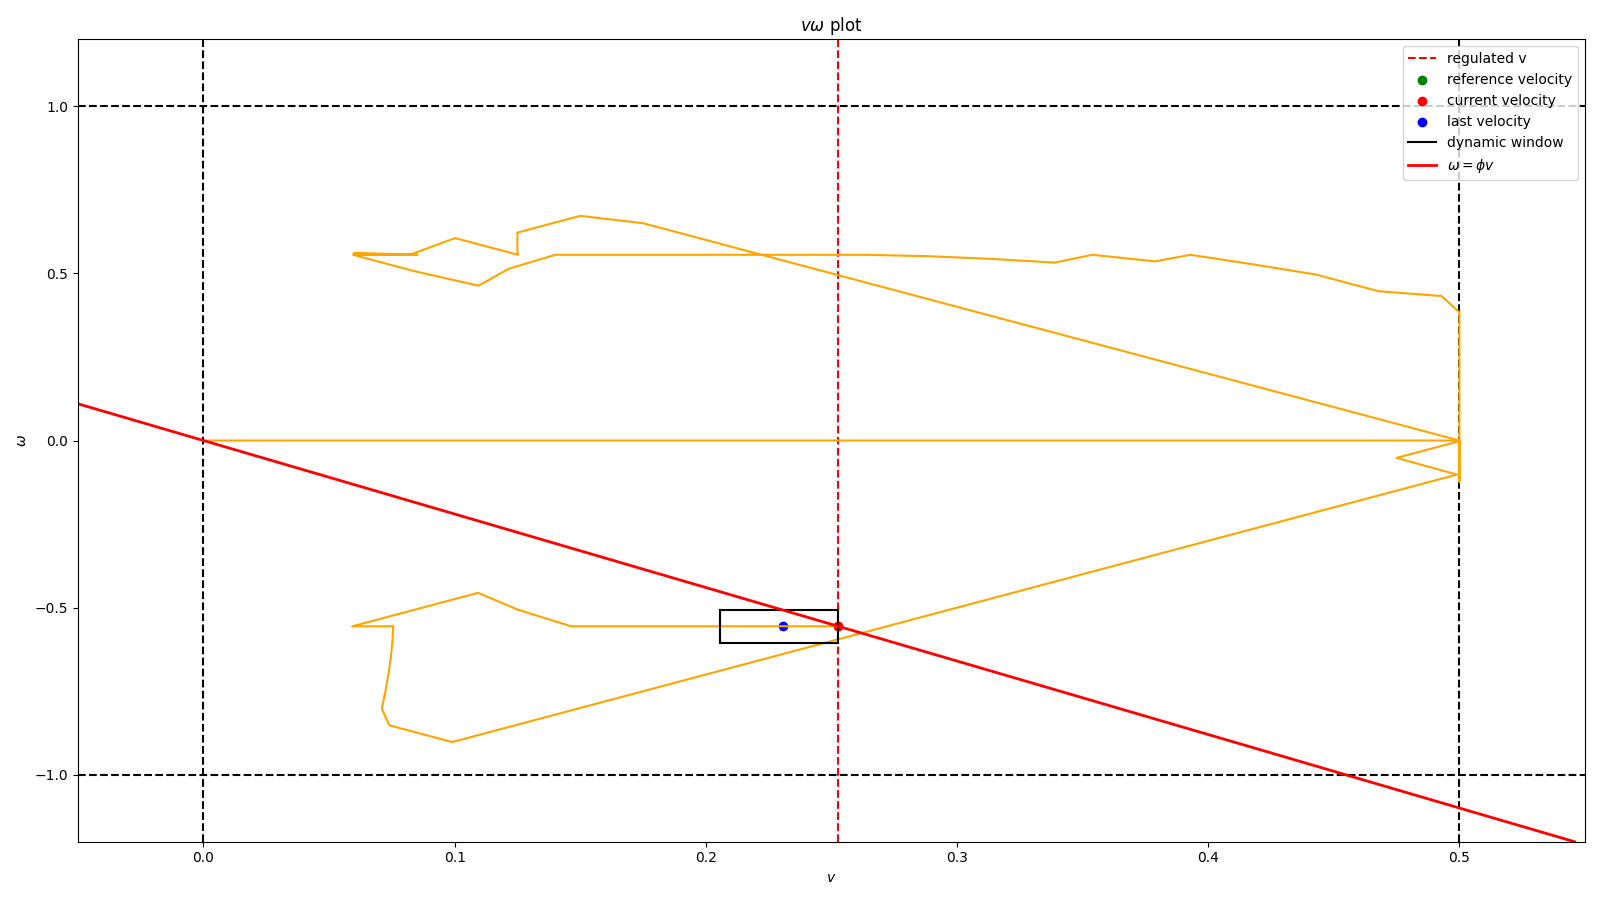 vω plot
regulated v
reference velocity
current velocity
last velocity
dynamic window
ω = ϕv
1.0
0.5
0.0
−0.5
−1.0
ω
0.0 0.1 0.2 0.3 0.4 0.5
v